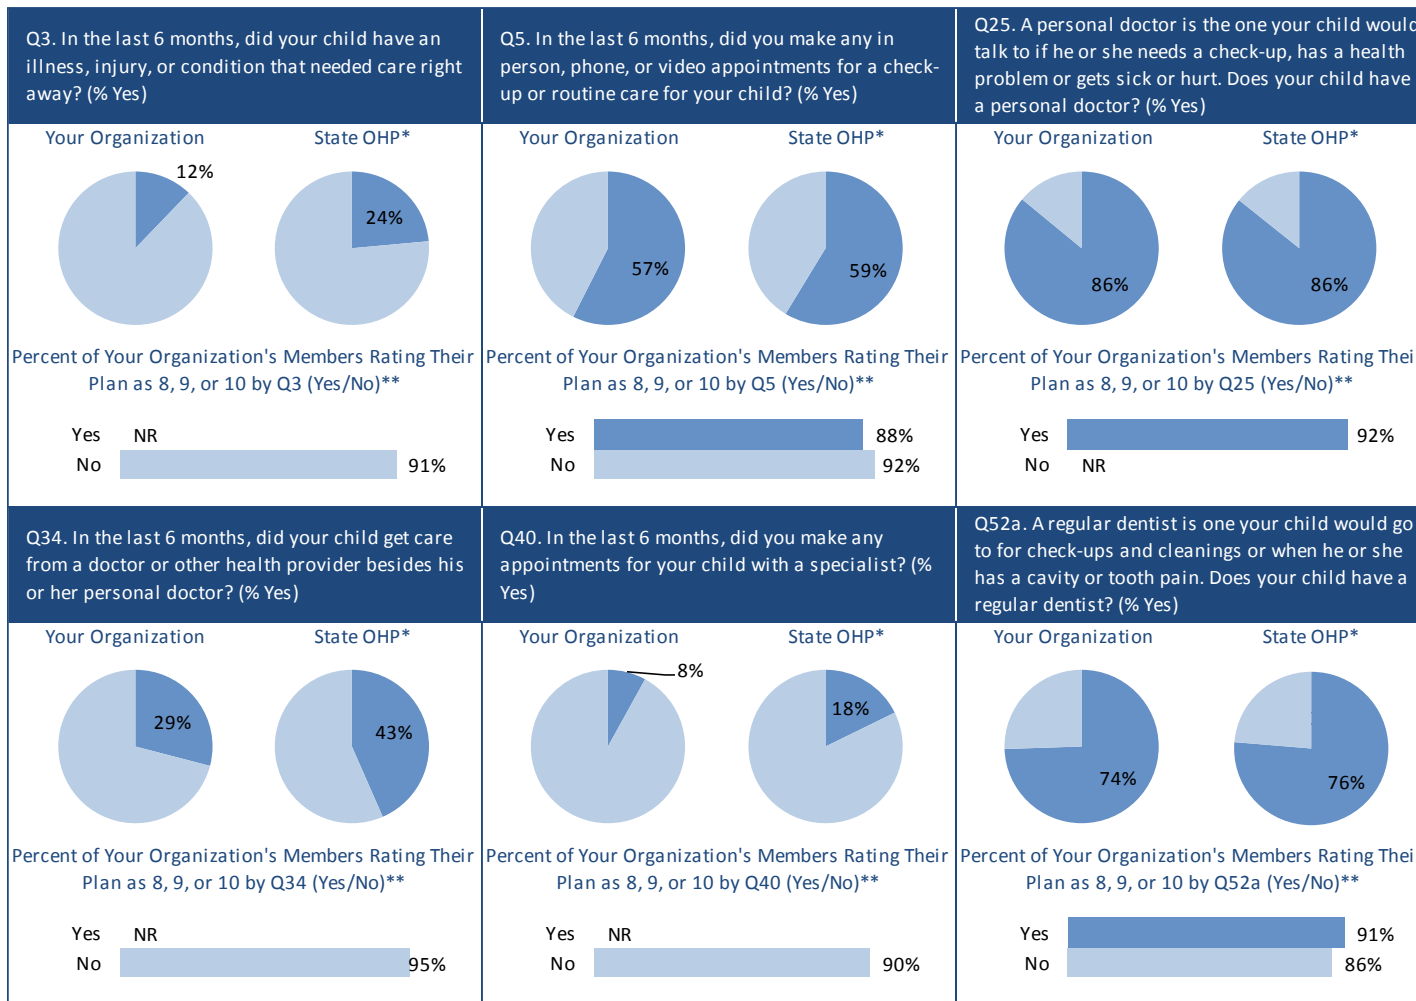 Q3. In the last 6 months, did your child have an
illness, injury, or condition that needed care right
away? (% Yes)
Q5. In the last 6 months, did you make any in
person, phone, or video appointments for a check-
up or routine care for your child? (% Yes)
Q25. A personal doctor is the one your child would
talk to if he or she needs a check-up, has a health
problem or gets sick or hurt. Does your child have
a personal doctor? (% Yes)
Your Organization
State OHP*
12%
24%
Your Organization
State OHP*
57%
59%
Your Organization
State OHP*
86%
86%
Percent of Your Organization's Members Rating Their
Plan as 8, 9, or 10 by Q3 (Yes/No)**
Yes NR
No 91%
Percent of Your Organization's Members Rating Their
Plan as 8, 9, or 10 by Q5 (Yes/No)**
Yes 88%
No 92%
Percent of Your Organization's Members Rating Thei
Plan as 8, 9, or 10 by Q25 (Yes/No)**
Yes 92%
No NR
Q34. In the last 6 months, did your child get care
from a doctor or other health provider besides his
or her personal doctor? (% Yes)
Q40. In the last 6 months, did you make any
appointments for your child with a specialist? (%
Yes)
Q52a. A regular dentist is one your child would go
to for check-ups and cleanings or when he or she
has a cavity or tooth pain. Does your child have a
regular dentist? (% Yes)
Your Organization
State OHP*
29%
43%
Your Organization
State OHP*
8%
18%
Your Organization
State OHP*
74%
76%
Percent of Your Organization's Members Rating Their
Plan as 8, 9, or 10 by Q34 (Yes/No)**
Yes NR
No 95%
Percent of Your Organization's Members Rating Their
Plan as 8, 9, or 10 by Q40 (Yes/No)**
Yes NR
No 90%
Percent of Your Organization's Members Rating Thei
Plan as 8, 9, or 10 by Q52a (Yes/No)**
Yes 91%
No 86%